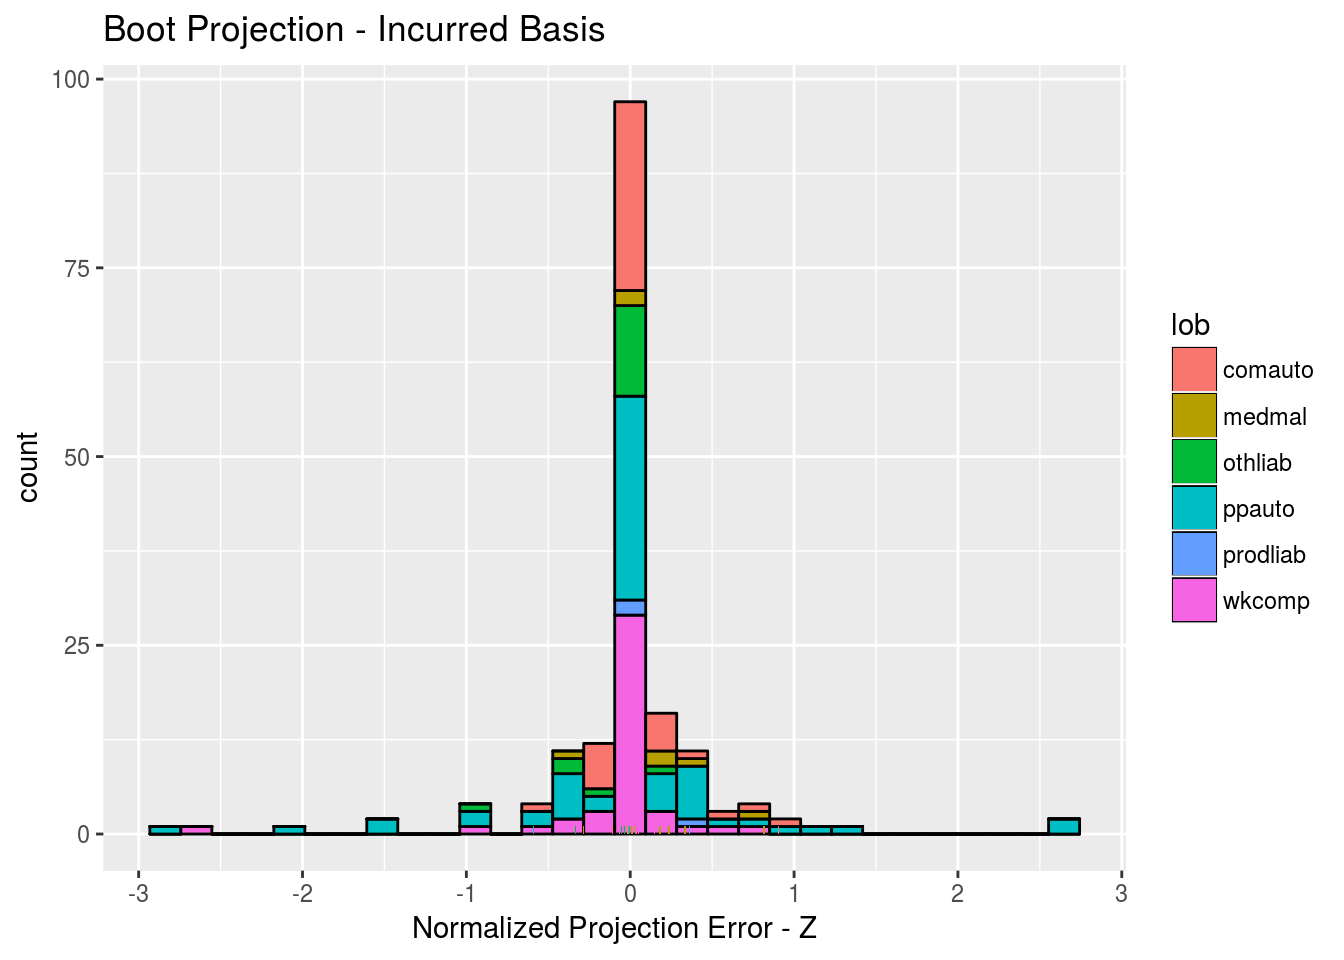 Boot Projection - Incurred Basis
100
75
50
25
0
count
-3 -2 -1 0 1 2 3
Normalized Projection Error - Z
lob
comauto
medmal
othliab
ppauto
prodliab
wkcomp